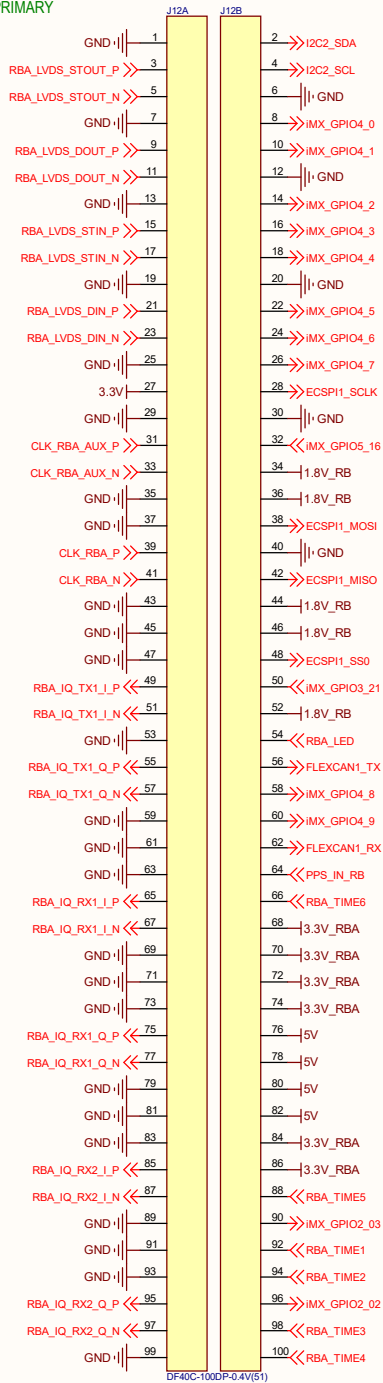 PRIMARY
J12A J12B
GND 1 2 I2C2_SDA
RBA_LVDS_STOUT_P 3 4 I2C2_SCL
RBA_LVDS_STOUT_N 5 6 GND
GND 7 8 iMX_GPIO4_0
RBA_LVDS_DOUT_P 9 10 iMX_GPIO4_1
RBA_LVDS_DOUT_N 11 12 GND
GND 13 14 iMX_GPIO4_2
RBA_LVDS_STIN_P 15 16 iMX_GPIO4_3
RBA_LVDS_STIN_N 17 18 iMX_GPIO4_4
GND 19 20 GND
RBA_LVDS_DIN_P 21 22 iMX_GPIO4_5
RBA_LVDS_DIN_N 23 24 iMX_GPIO4_6
GND 25 26 iMX_GPIO4_7
3.3V 27 28 ECSPI1_SCLK
GND 29 30 GND
CLK_RBA_AUX_P 31 32 iMX_GPIO5_16
CLK_RBA_AUX_N 33 34 1.8V_RB
GND 35 36 1.8V_RB
GND 37 38 ECSPI1_MOSI
CLK_RBA_P 39 40 GND
CLK_RBA_N 41 42 ECSPI1_MISO
GND 43 44 1.8V_RB
GND 45 46 1.8V_RB
GND 47 48 ECSPI1_SS0
RBA_IQ_TX1_I_P 49 50 iMX_GPIO3_21
RBA_IQ_TX1_I_N 51 52 1.8V_RB
GND 53 54 RBA_LED
RBA_IQ_TX1_Q_P 55 56 FLEXCAN1_TX
RBA_IQ_TX1_Q_N 57 58 iMX_GPIO4_8
GND 59 60 iMX_GPIO4_9
GND 61 62 FLEXCAN1_RX
GND 63 64 PPS_IN_RB
RBA_IQ_RX1_I_P 65 66 RBA_TIME6
RBA_IQ_RX1_I_N 67 68 3.3V_RBA
GND 69 70 3.3V_RBA
GND 71 72 3.3V_RBA
GND 73 74 3.3V_RBA
RBA_IQ_RX1_Q_P 75 76 5V
RBA_IQ_RX1_Q_N 77 78 5V
GND 79 80 5V
GND 81 82 5V
GND 83 84 3.3V_RBA
RBA_IQ_RX2_I_P 85 86 3.3V_RBA
RBA_IQ_RX2_I_N 87 88 RBA_TIME5
GND 89 90 iMX_GPIO2_03
GND 91 92 RBA_TIME1
GND 93 94 RBA_TIME2
RBA_IQ_RX2_Q_P 95 96 iMX_GPIO2_02
RBA_IQ_RX2_Q_N 97 98 RBA_TIME3
GND 99 100 RBA_TIME4
DF40C-100DP-0.4V(51)